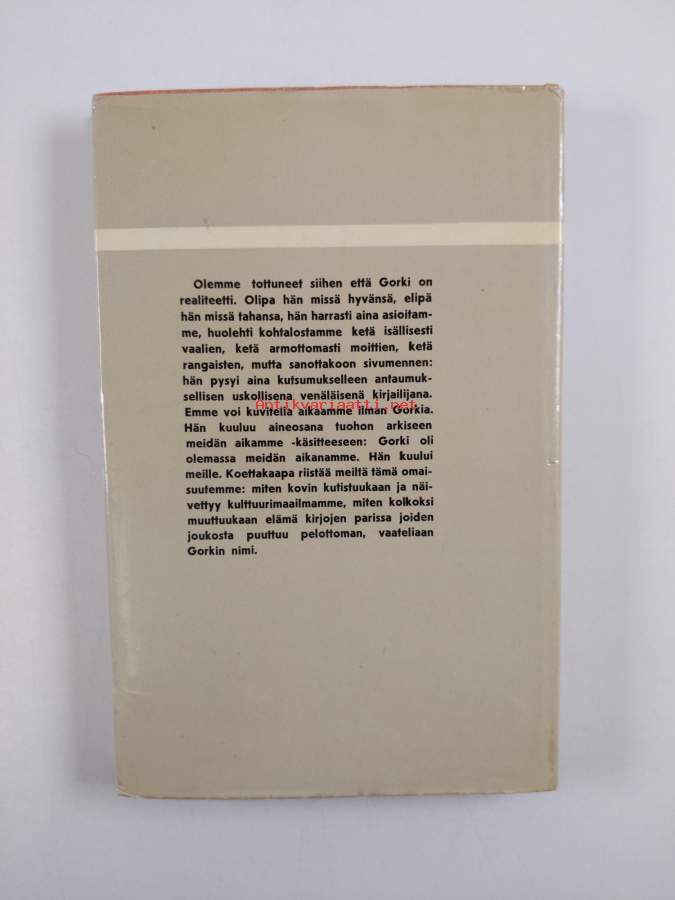 Olemme tottuneet siihen että Gorki on
realiteetti. Olipa hän missä hyvänsä, elipä
hän missä tahansa, hän harrasti aina asioitam-
me, huolehti kohtalostamme ketä isällisesti
vaalien, ketä armottomasti moittien, ketä
rangaisten, mutta sanottakoon sivumennen:
hän pysyi aina kutsumukselleen antaumuk-
sellisen uskollisena venäläisenä kirjailijana.
Antikvariaatti.net
Emme voi kuvitella aikaamme ilman Gorkia.
Hän kuuluu aineosana tuohon arkiseen
meidän aikamme -käsitteeseen: Gorki oli
olemassa meidän aikanamme. Hän kuului
meille. Koettakaapa riistää meiltä tämä omai-
suutemme: miten kovin kutistuukaan ja näi-
vettyy kulttuurimaailmamme, miten kolkoksi
muuttuukaan elämä kirjojen parissa joiden
joukosta puuttuu pelottoman, vaateliaan
Gorkin nimi.